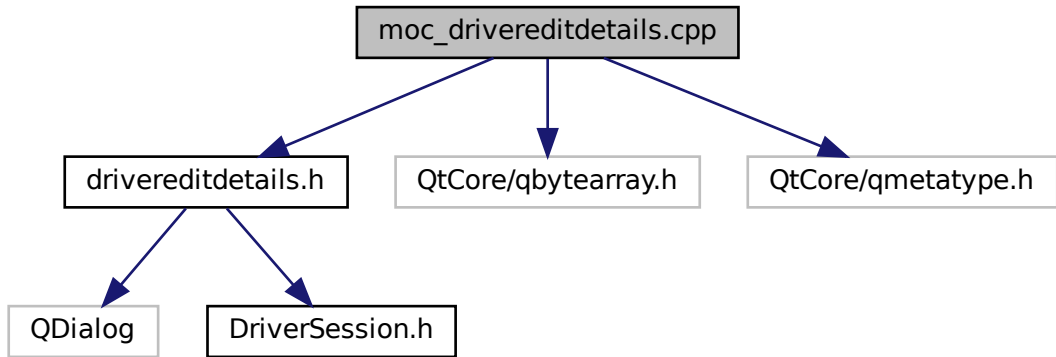 moc_drivereditdetails.cpp
drivereditdetails.h
QtCore/qbytearray.h
QtCore/qmetatype.h
QDialog
DriverSession.h